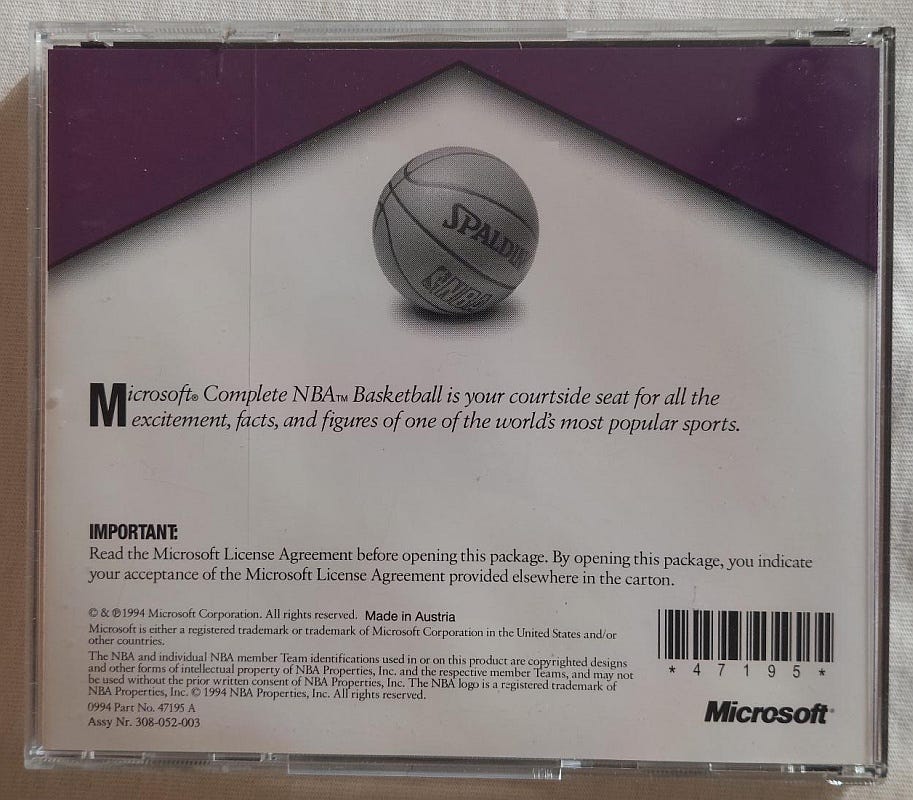 SPALDIN
Microsoft® Complete NBA™ Basketball is your courtside seat for all the
excitement, facts, and figures of one of the world's most popular sports.
IMPORTANT:
Read the Microsoft License Agreement before opening this package. By opening this package, you indicate
your acceptance of the Microsoft License Agreement provided elsewhere in the carton.
© & ℗ 1994 Microsoft Corporation. All rights reserved. Made in Austria
Microsoft is either a registered trademark or trademark of Microsoft Corporation in the United States and/or
other countries.
The NBA and individual NBA member Team identifications used in or on this product are copyrighted designs
and other forms of intellectual property of NBA Properties, Inc. and the respective member Teams, and may not
be used without the prior written consent of NBA Properties, Inc. The NBA logo is a registered trademark of
NBA Properties, Inc. © 1994 NBA Properties, Inc. All rights reserved.
0994 Part No. 47195 A
Assy Nr. 308-052-003
* 4 7 1 9 5 *
Microsoft®